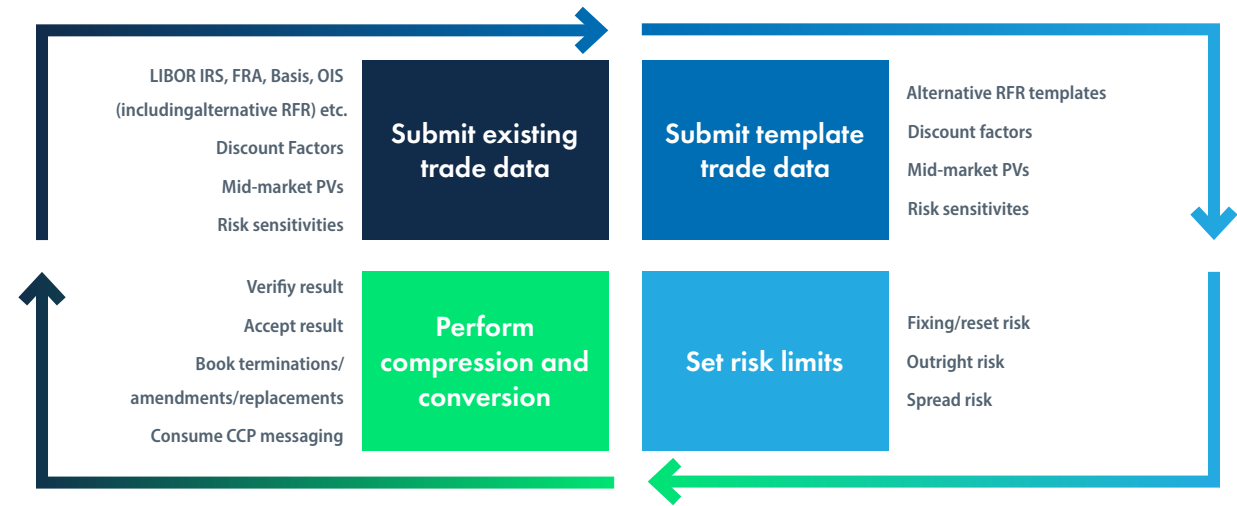 LIBOR IRS, FRA, Basis, OIS
(includingalternative RFR) etc.
Discount Factors
Mid-market PVs
Risk sensitivities
Submit existing
trade data
Submit template
trade data
Alternative RFR templates
Discount factors
Mid-market PVs
Risk sensitivites
Verifiy result
Accept result
Book terminations/
amendments/replacements
Consume CCP messaging
Perform
compression and
conversion
Set risk limits
Fixing/reset risk
Outright risk
Spread risk